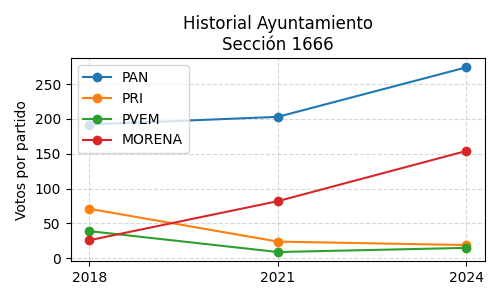 Historial Ayuntamiento
Sección 1666
Votos por partido
250
200
150
100
50
0
PAN
PRI
PVEM
MORENA
2018
2021
2024